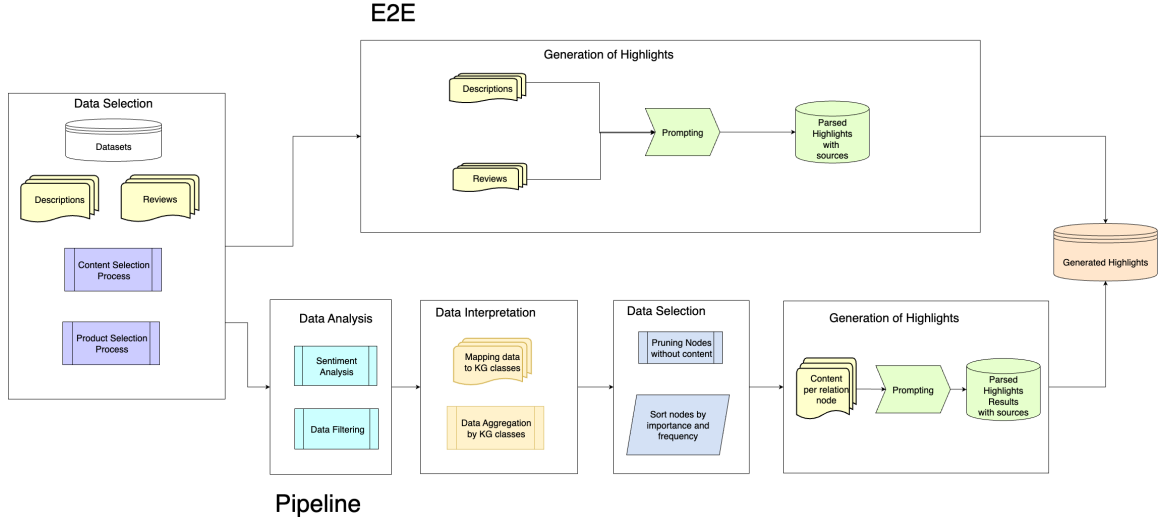 E2E
Generation of Highlights
Descriptions
Reviews
Prompting
Parsed
Highlights
with
sources
Data Selection
Datasets
Descriptions
Reviews
Content Selection
Process
Product Selection
Process
Generated Highlights
Data Analysis
Sentiment
Analysis
Data Filtering
Data Interpretation
Mapping data
to KG classes
Data Aggregation
by KG classes
Data Selection
Pruning Nodes
without content
Sort nodes by
importance and
frequency
Generation of Highlights
Content
per relation
node
Prompting
Parsed
Highlights
Results
with sources
Pipeline